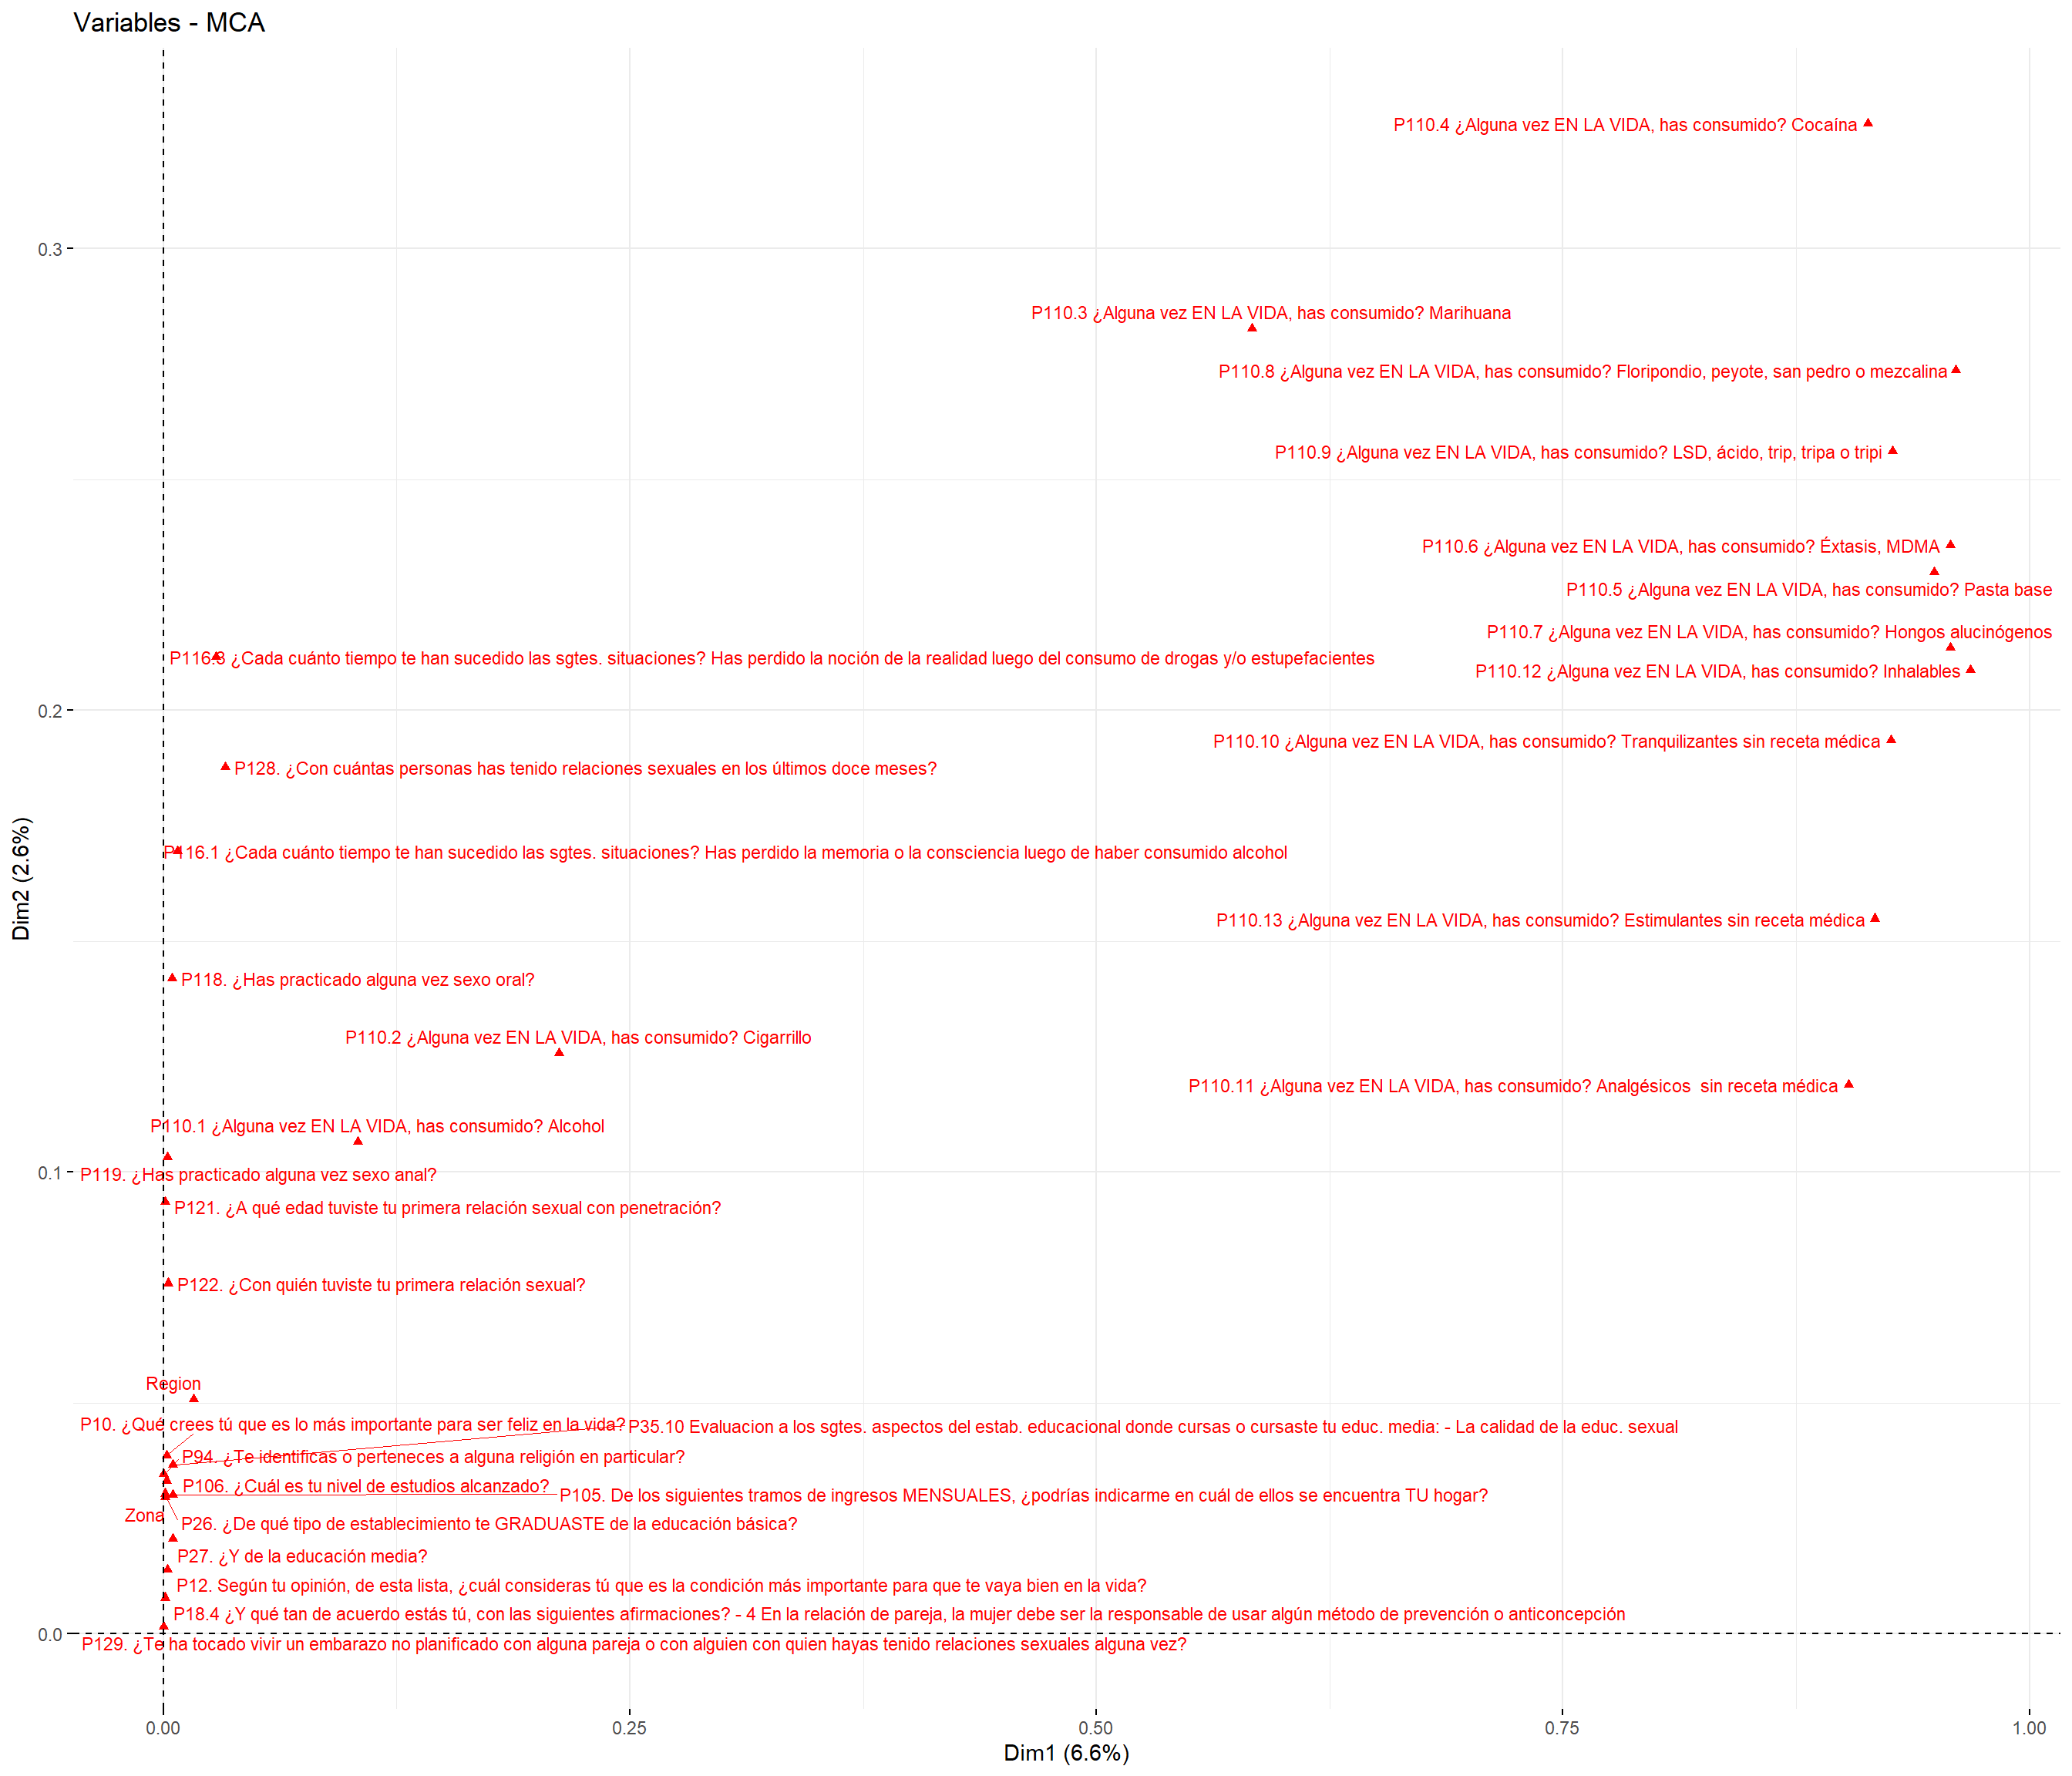 Variables - MCA
P110.4 ¿Alguna vez EN LA VIDA, has consumido? Cocaína
0.3
P110.3 ¿Alguna vez EN LA VIDA, has consumido? Marihuana
P110.8 ¿Alguna vez EN LA VIDA, has consumido? Floripondio, peyote, san pedro o mezcalina
P110.9 ¿Alguna vez EN LA VIDA, has consumido? LSD, ácido, trip, tripa o tripi
P110.6 ¿Alguna vez EN LA VIDA, has consumido? Éxtasis, MDMA
P110.5 ¿Alguna vez EN LA VIDA, has consumido? Pasta base
P110.7 ¿Alguna vez EN LA VIDA, has consumido? Hongos alucinógenos
P116.3 ¿Cada cuánto tiempo te han sucedido las sgtes. situaciones? Has perdido la noción de la realidad luego del consumo de drogas y/o estupefacientes
P110.12 ¿Alguna vez EN LA VIDA, has consumido? Inhalables
0.2
P110.10 ¿Alguna vez EN LA VIDA, has consumido? Tranquilizantes sin receta médica
P128. ¿Con cuántas personas has tenido relaciones sexuales en los últimos doce meses?
P116.1 ¿Cada cuánto tiempo te han sucedido las sgtes. situaciones? Has perdido la memoria o la consciencia luego de haber consumido alcohol
Dim2 (2.6%)
P110.13 ¿Alguna vez EN LA VIDA, has consumido? Estimulantes sin receta médica
P118. ¿Has practicado alguna vez sexo oral?
P110.2 ¿Alguna vez EN LA VIDA, has consumido? Cigarrillo
P110.11 ¿Alguna vez EN LA VIDA, has consumido? Analgésicos  sin receta médica
P110.1 ¿Alguna vez EN LA VIDA, has consumido? Alcohol
0.1
P119. ¿Has practicado alguna vez sexo anal?
P121. ¿A qué edad tuviste tu primera relación sexual con penetración?
P122. ¿Con quién tuviste tu primera relación sexual?
Region
P10. ¿Qué crees tú que es lo más importante para ser feliz en la vida?
P35.10 Evaluacion a los sgtes. aspectos del estab. educacional donde cursas o cursaste tu educ. media: - La calidad de la educ. sexual
P94. ¿Te identificas o perteneces a alguna religión en particular?
P106. ¿Cuál es tu nivel de estudios alcanzado?
P105. De los siguientes tramos de ingresos MENSUALES, ¿podrías indicarme en cuál de ellos se encuentra TU hogar?
Zona
P26. ¿De qué tipo de establecimiento te GRADUASTE de la educación básica?
P27. ¿Y de la educación media?
P12. Según tu opinión, de esta lista, ¿cuál consideras tú que es la condición más importante para que te vaya bien en la vida?
P18.4 ¿Y qué tan de acuerdo estás tú, con las siguientes afirmaciones? - 4 En la relación de pareja, la mujer debe ser la responsable de usar algún método de prevención o anticoncepción
0.0
P129. ¿Te ha tocado vivir un embarazo no planificado con alguna pareja o con alguien con quien hayas tenido relaciones sexuales alguna vez?
0.00
0.25
0.50
0.75
1.00
Dim1 (6.6%)